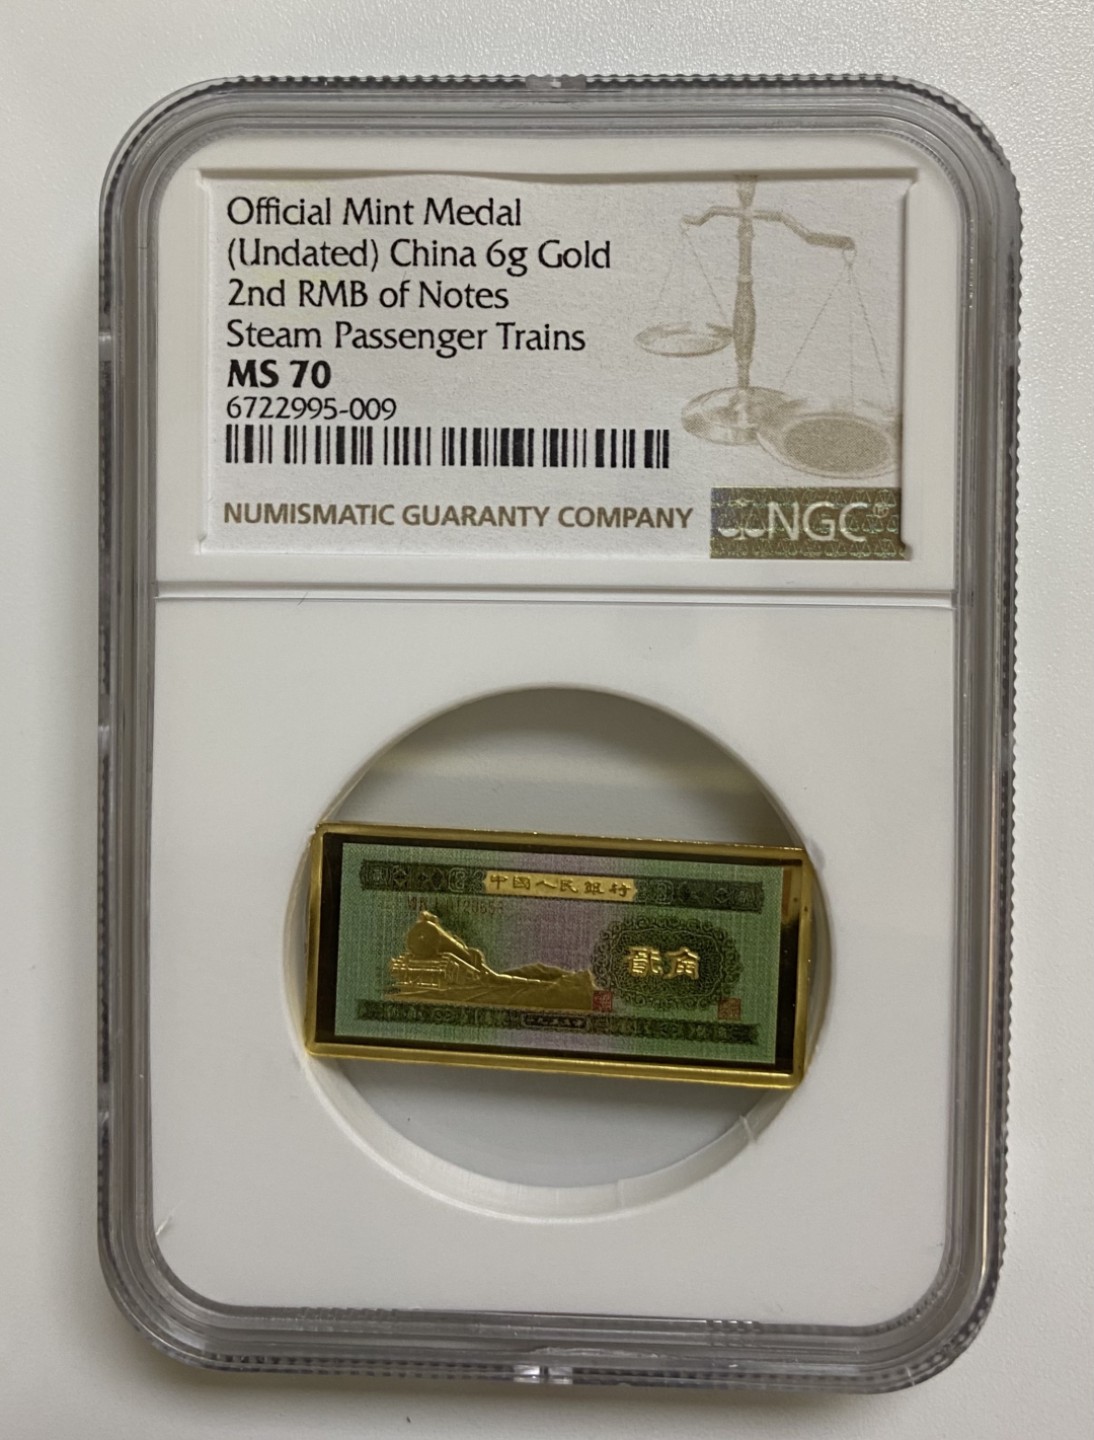 Official Mint Medal
(Undated) China 6g Gold
2nd RMB of Notes
Steam Passenger Trains
MS 70
6722995-009
NUMISMATIC GUARANTY COMPANY
NGC®
中國人民銀行
貳角